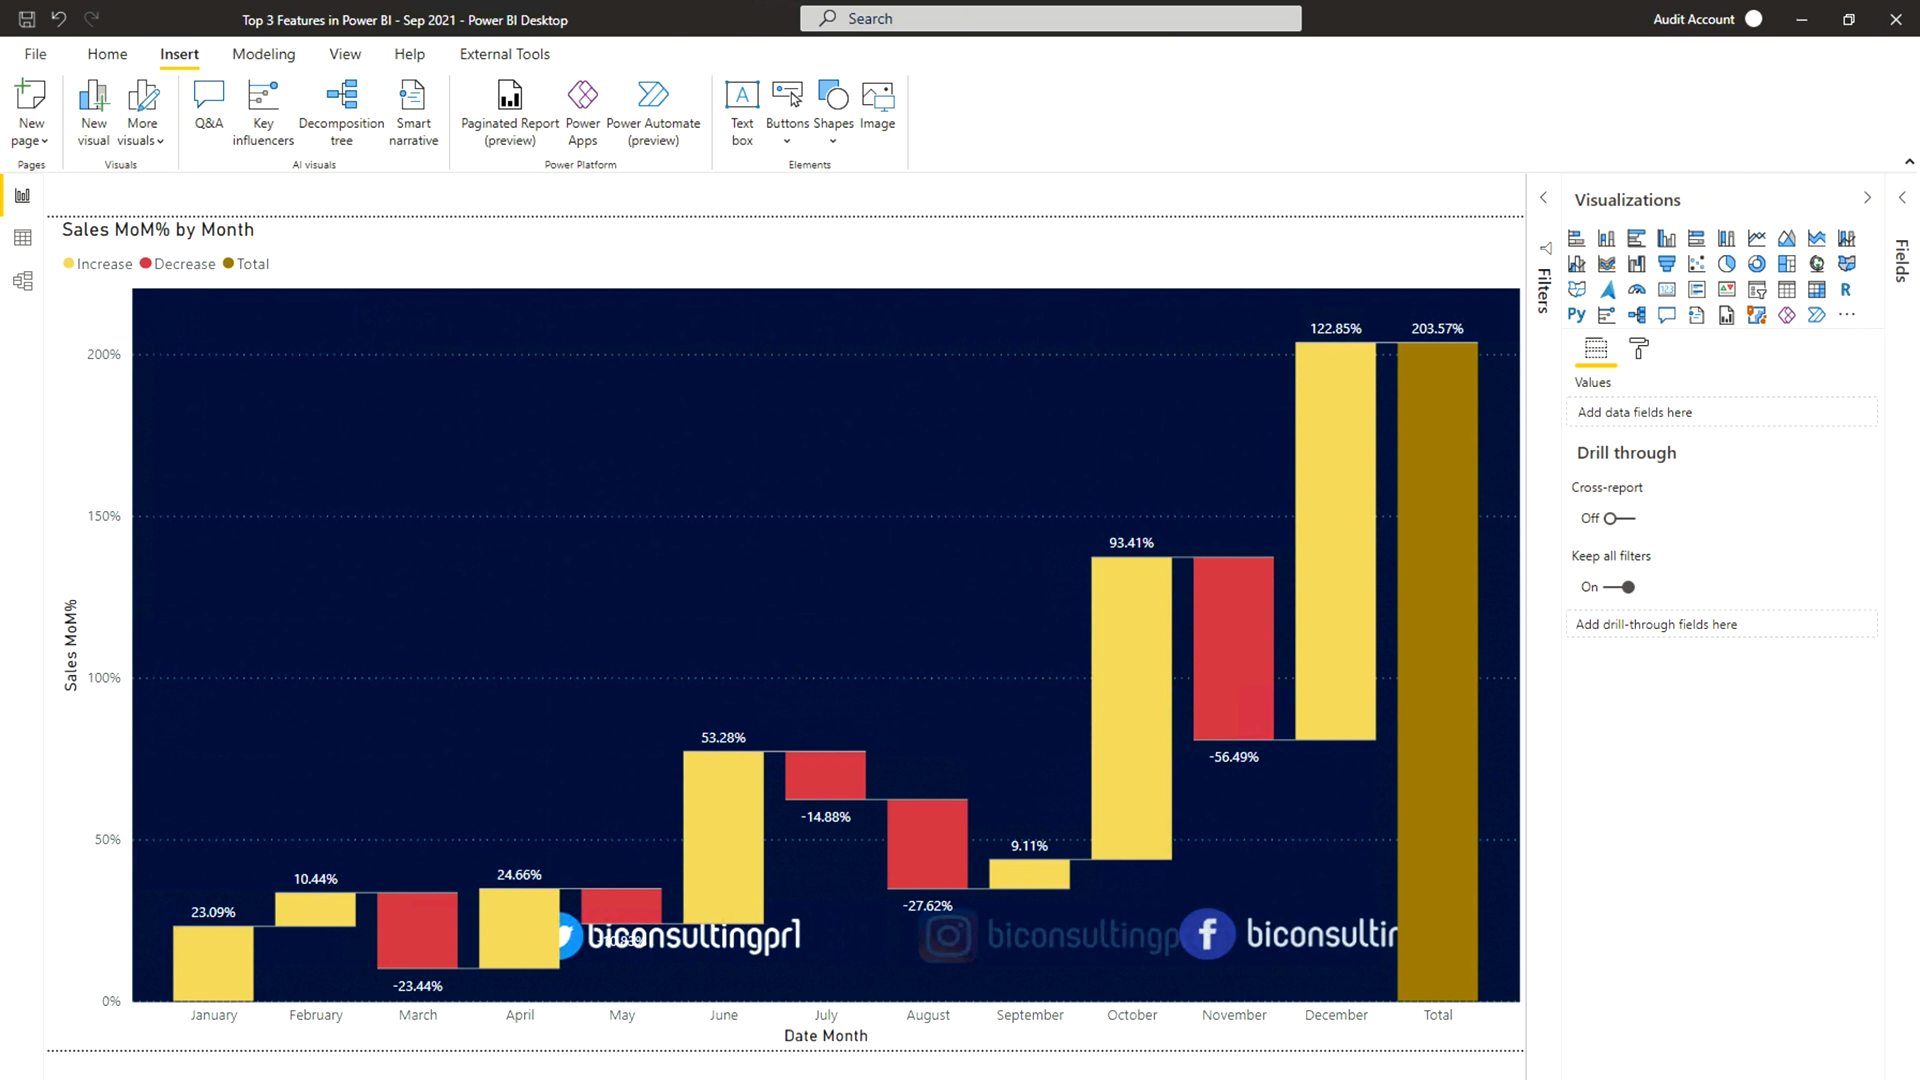 Top 3 Features in Power BI - Sep 2021 - Power BI Desktop
Search
Audit Account
File Home Insert Modeling View Help External Tools
New page
New visual
More visuals
Q&A
Key influencers
Decomposition tree
Smart narrative
Paginated Report (preview)
Power Apps
Power Automate (preview)
Text box
Buttons
Shapes
Image
Pages Visuals AI visuals Power Platform Elements
Sales MoM% by Month
Increase Decrease Total
Sales MoM%
200%
150%
100%
50%
0%
23.09%
10.44%
-23.44%
24.66%
53.28%
-14.88%
-27.62%
9.11%
93.41%
-56.49%
122.85%
203.57%
biconsultingpr1
biconsultingp
biconsultin
January February March April May June July August September October November December Total
Date Month
Filters
Visualizations
R
Py
Values
Add data fields here
Drill through
Cross-report
Off
Keep all filters
On
Add drill-through fields here
Fields